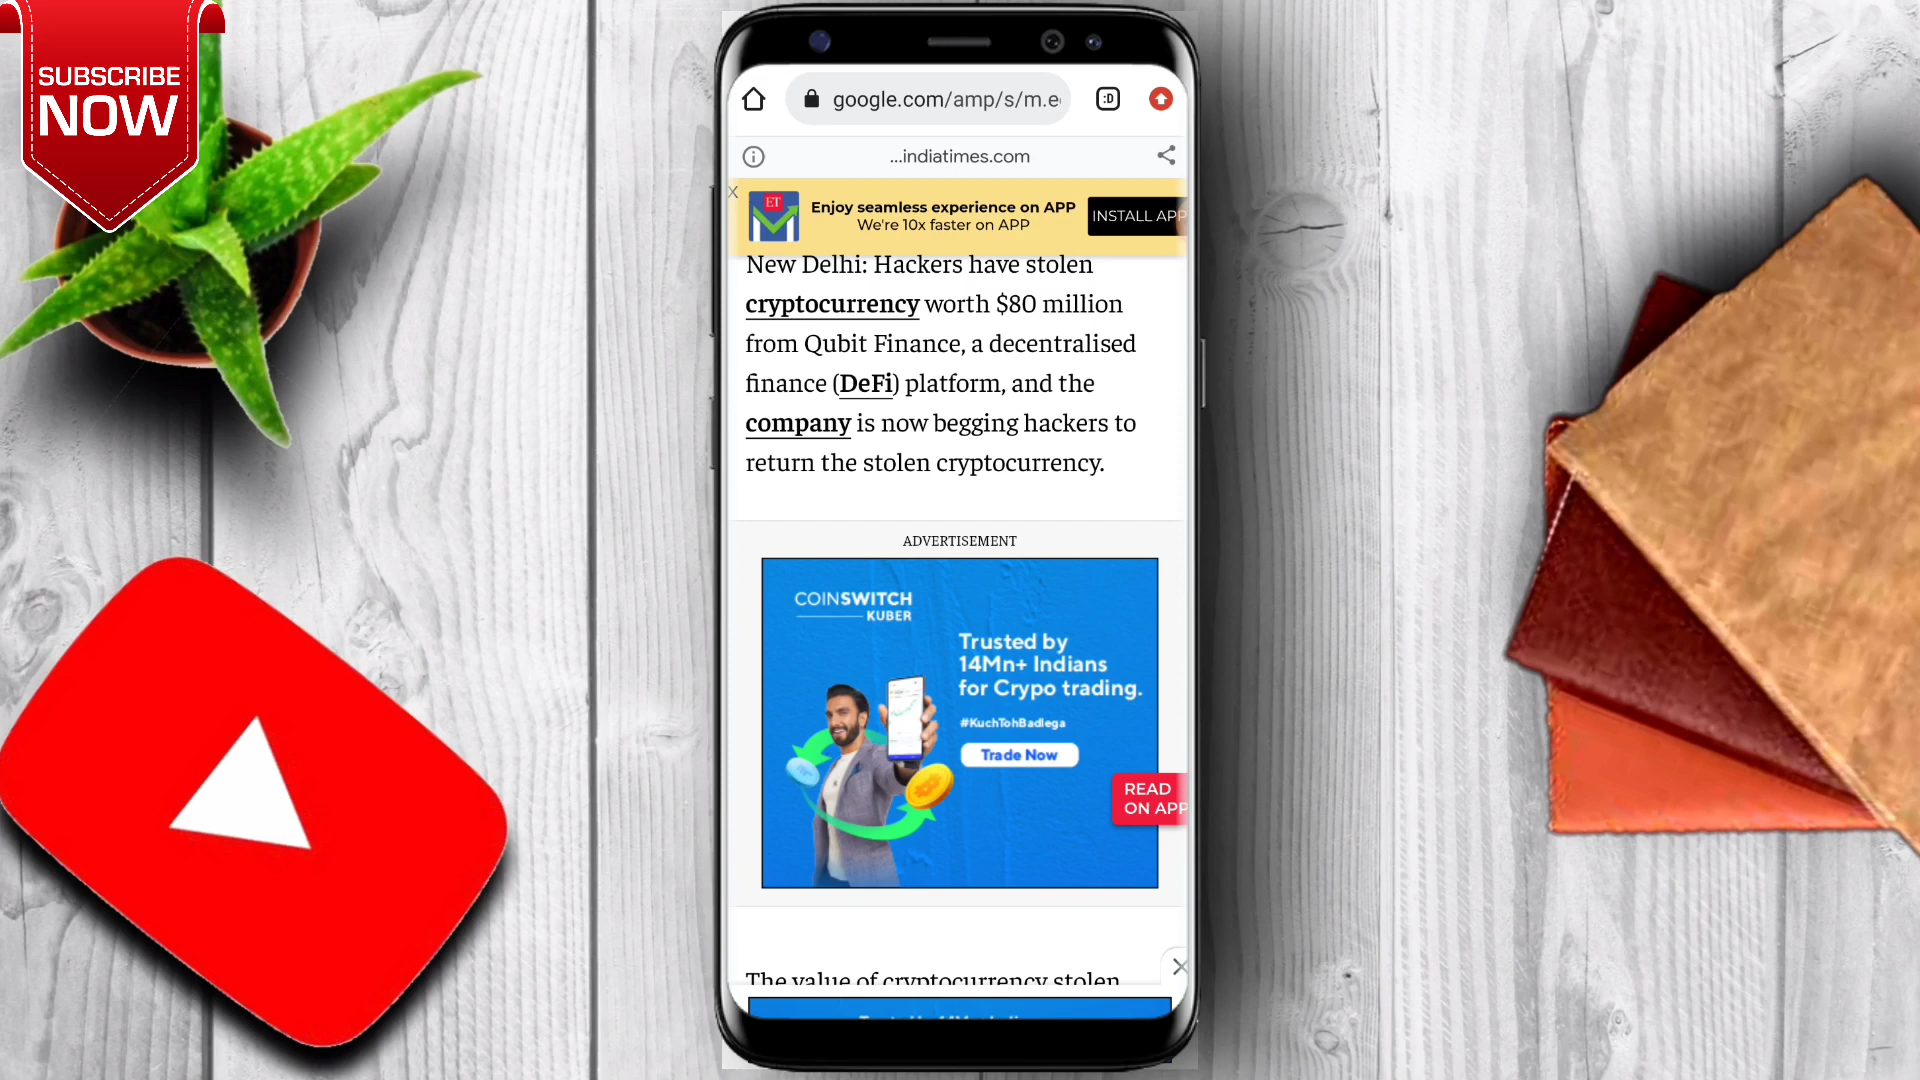 SUBSCRIBE
NOW
google.com/amp/s/m.e
:D
...indiatimes.com
X
ET
Enjoy seamless experience on APP
We're 10x faster on APP
INSTALL APP
New Delhi: Hackers have stolen
cryptocurrency worth $80 million
from Qubit Finance, a decentralised
finance (DeFi) platform, and the
company is now begging hackers to
return the stolen cryptocurrency.
ADVERTISEMENT
COINSWITCH
KUBER
Trusted by
14Mn+ Indians
for Crypo trading.
#KuchTohBadlega
Trade Now
READ
ON APP
The value of cryptocurrency stolen